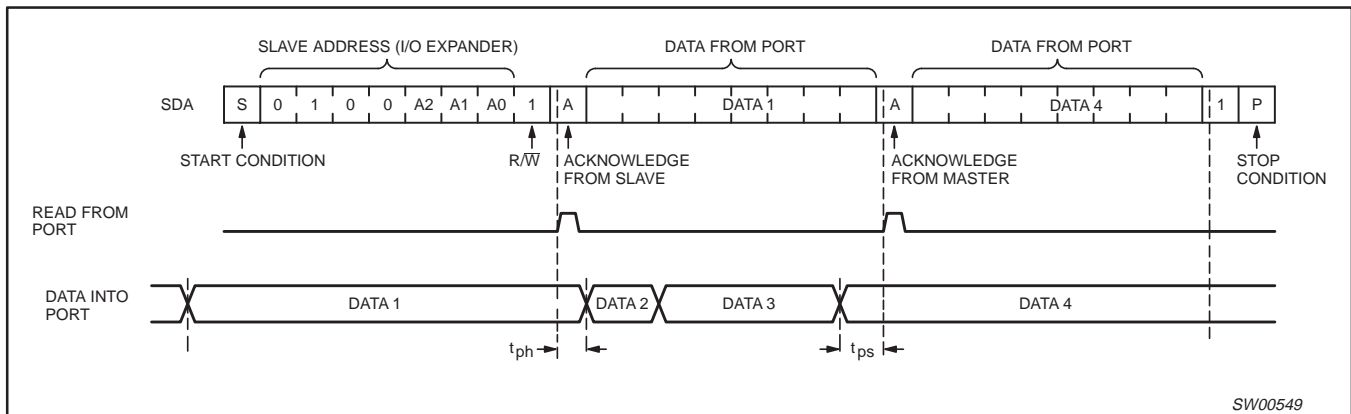 SLAVE ADDRESS (I/O EXPANDER) DATA FROM PORT DATA FROM PORT
SDA S 0 1 0 0 A2 A1 A0 1 A DATA 1 A DATA 4 1 P
START CONDITION R/W̅ ACKNOWLEDGE FROM SLAVE ACKNOWLEDGE FROM MASTER STOP CONDITION
READ FROM
PORT
DATA INTO
PORT
DATA 1 DATA 2 DATA 3 DATA 4
tph tps
SW00549